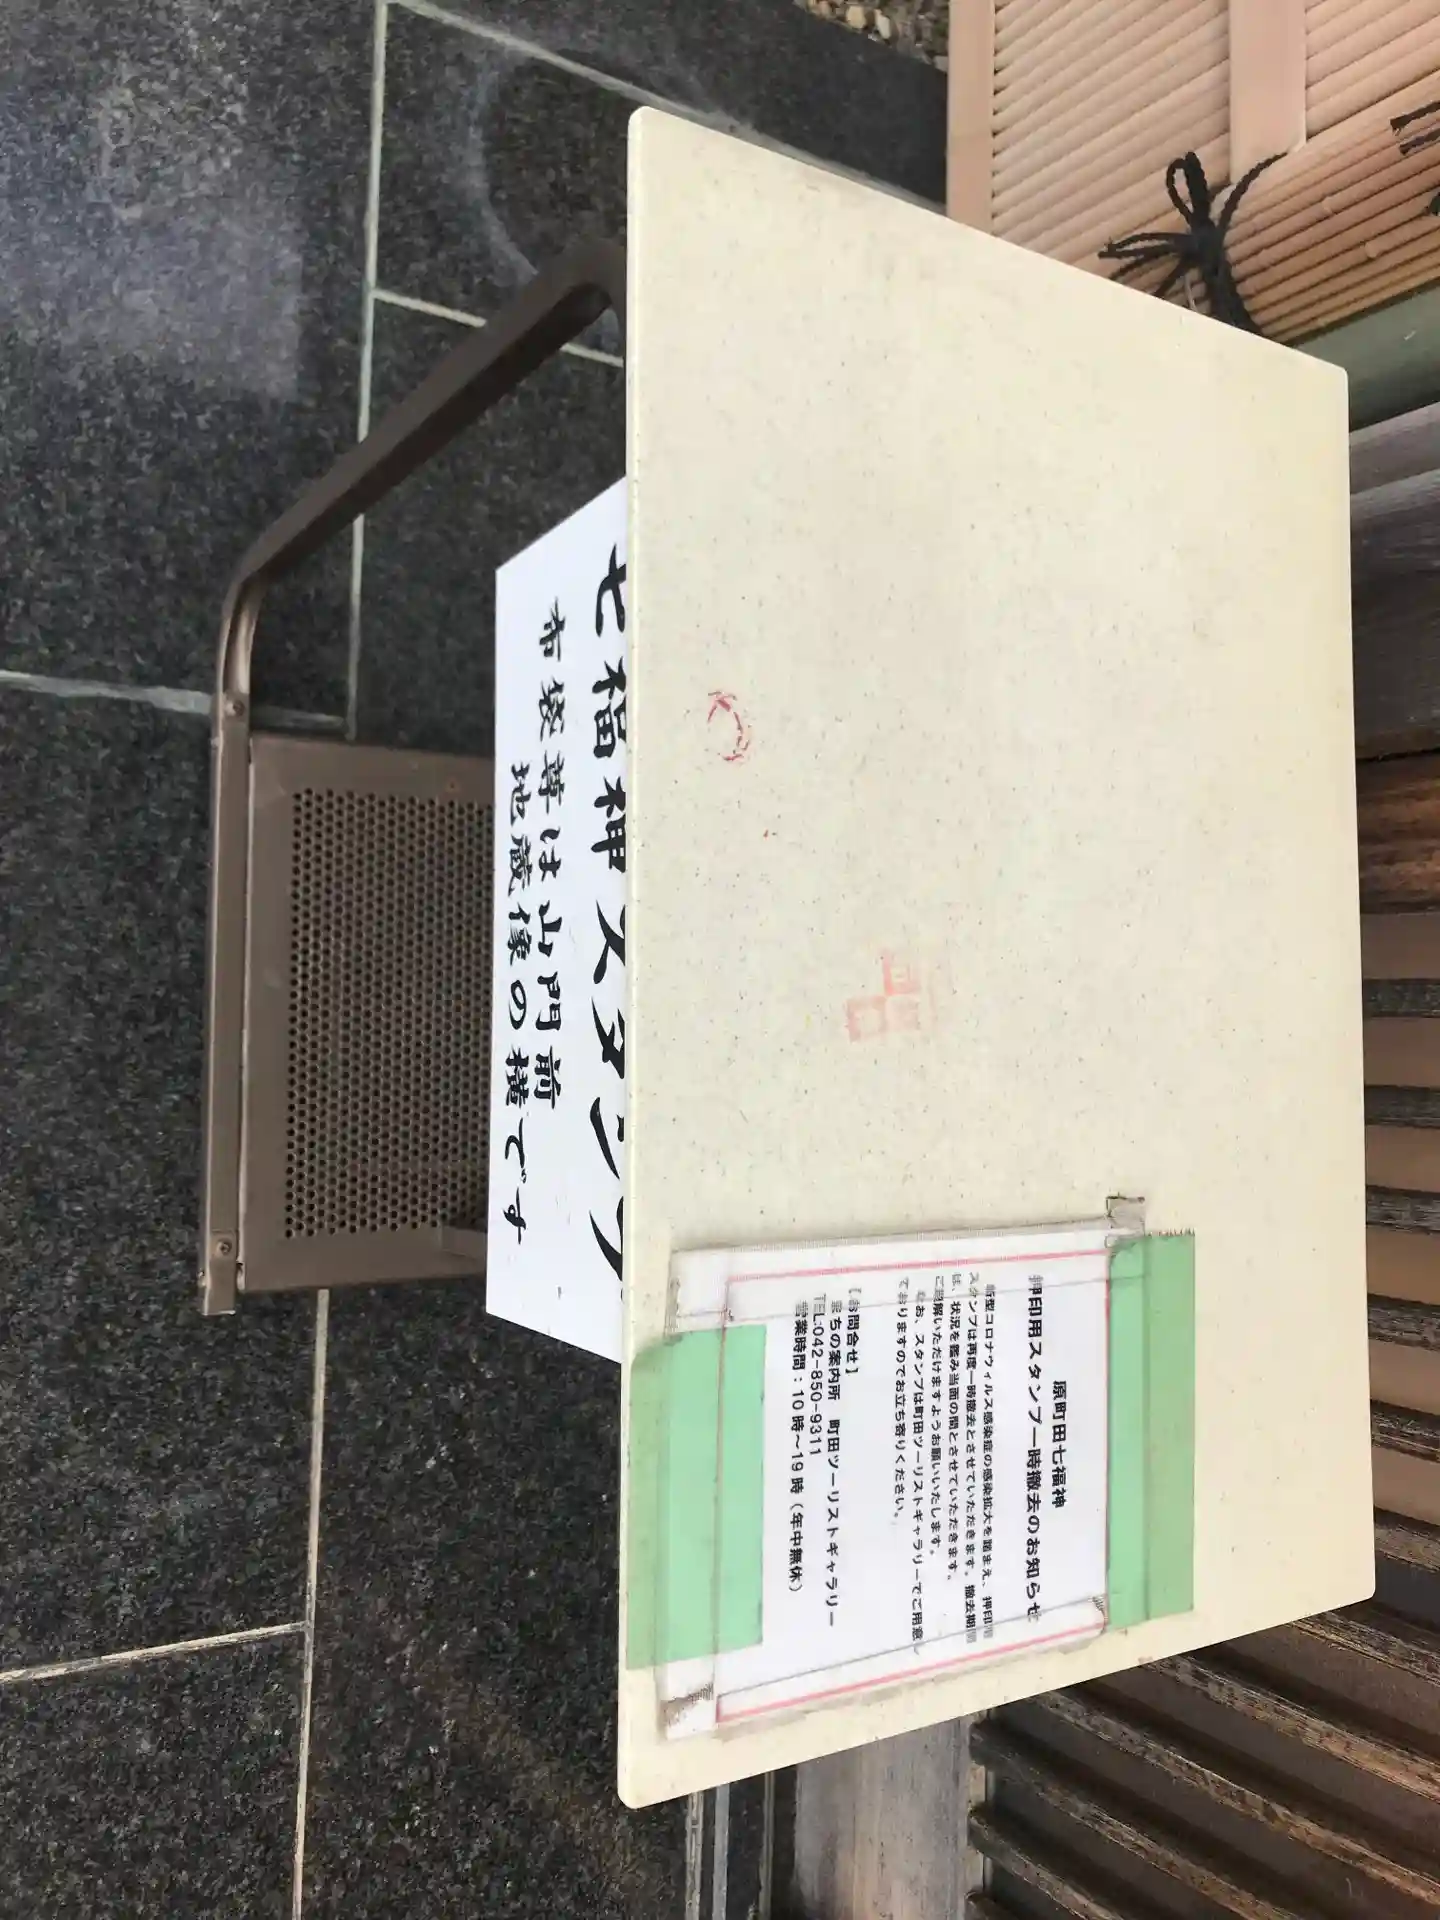 原町田七福神
押印用スタンプ一時撤去のお知らせ
新型コロナウィルス感染症の感染拡大を踏まえ、押印用
スタンプは再度一時撤去とさせていただきます。撤去期間
は、状況を鑑み当面の間とさせていただきます。
ご理解いただけますようお願いいたします。
なお、スタンプは町田ツーリストギャラリーでご用意し
ておりますのでお立ち寄りください。
【お問合せ】
まちの案内所 町田ツーリストギャラリー
TEL:042-850-9311
営業時間：10時～19時（年中無休）
七福神スタンプ
布袋尊は山門前
地蔵像の横です